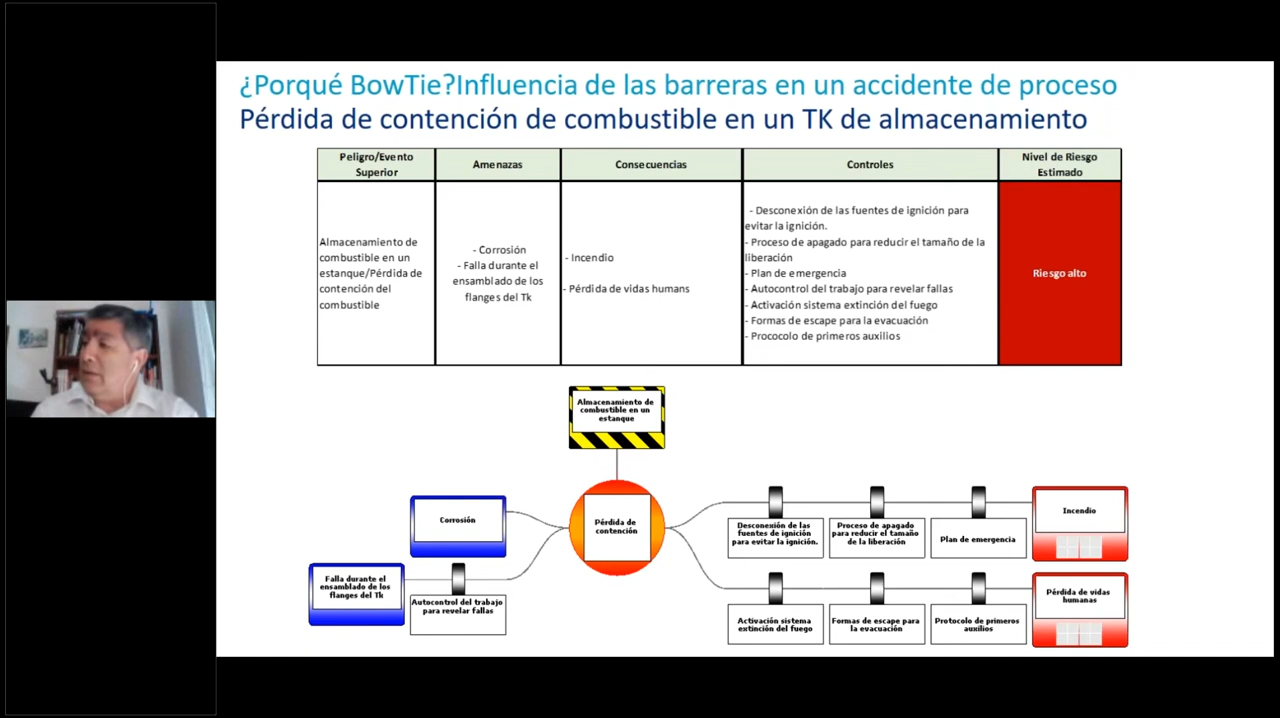 ¿Porqué BowTie?Influencia de las barreras en un accidente de proceso
Pérdida de contención de combustible en un TK de almacenamiento
Peligro/Evento
Superior
Amenazas
Consecuencias
Controles
Nivel de Riesgo
Estimado
Almacenamiento de
combustible en un
estanque/Pérdida de
contención del
combustible
- Corrosión
- Falla durante el
ensamblado de los
flanges del Tk
- Incendio
- Pérdida de vidas humans
- Desconexión de las fuentes de ignición para
evitar la ignición.
- Proceso de apagado para reducir el tamaño de la
liberación
- Plan de emergencia
- Autocontrol del trabajo para revelar fallas
- Activación sistema extinción del fuego
- Formas de escape para la evacuación
- Prococolo de primeros auxilios
Riesgo alto
Almacenamiento de
combustible en un
estanque
Corrosión
Falla durante el
ensamblado de los
flanges del Tk
Autocontrol del trabajo
para revelar fallas
Pérdida de
contención
Desconexión de las
fuentes de ignición
para evitar la ignición.
Proceso de apagado
para reducir el tamaño
de la liberación
Plan de emergencia
Incendio
Activación sistema
extinción del fuego
Formas de escape para
la evacuación
Protocolo de primeros
auxilios
Pérdida de vidas
humanas